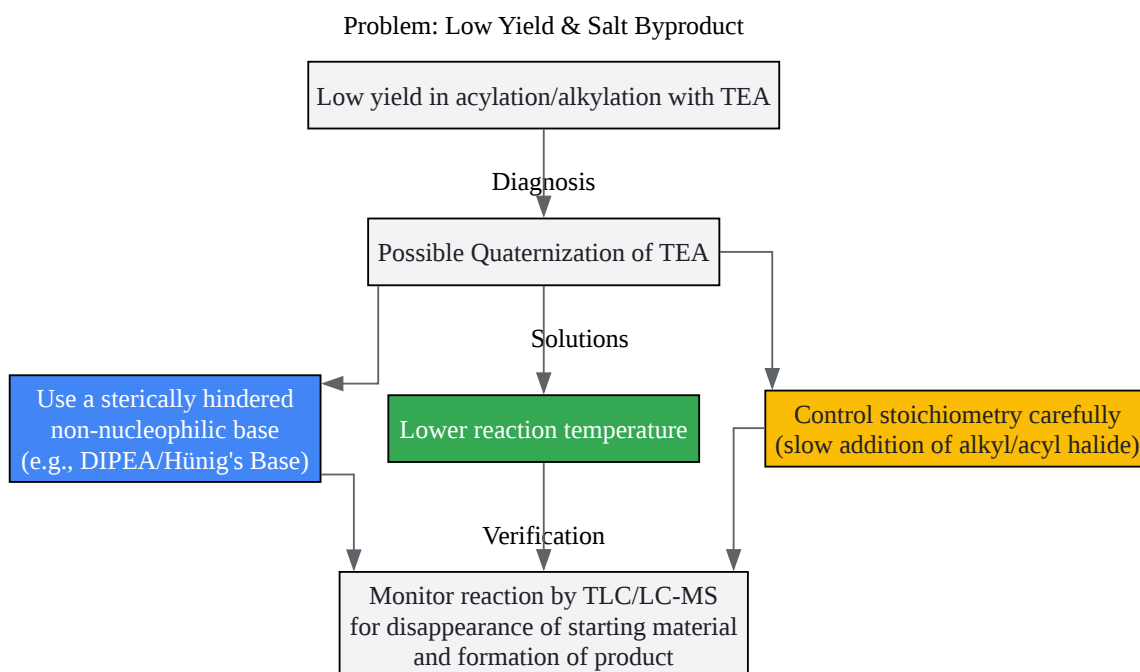 Problem: Low Yield & Salt Byproduct
Low yield in acylation/alkylation with TEA
Diagnosis
Possible Quaternization of TEA
Solutions
Use a sterically hindered
non-nucleophilic base
(e.g., DIPEA/Hünig's Base)
Lower reaction temperature
Control stoichiometry carefully
(slow addition of alkyl/acyl halide)
Verification
Monitor reaction by TLC/LC-MS
for disappearance of starting material
and formation of product